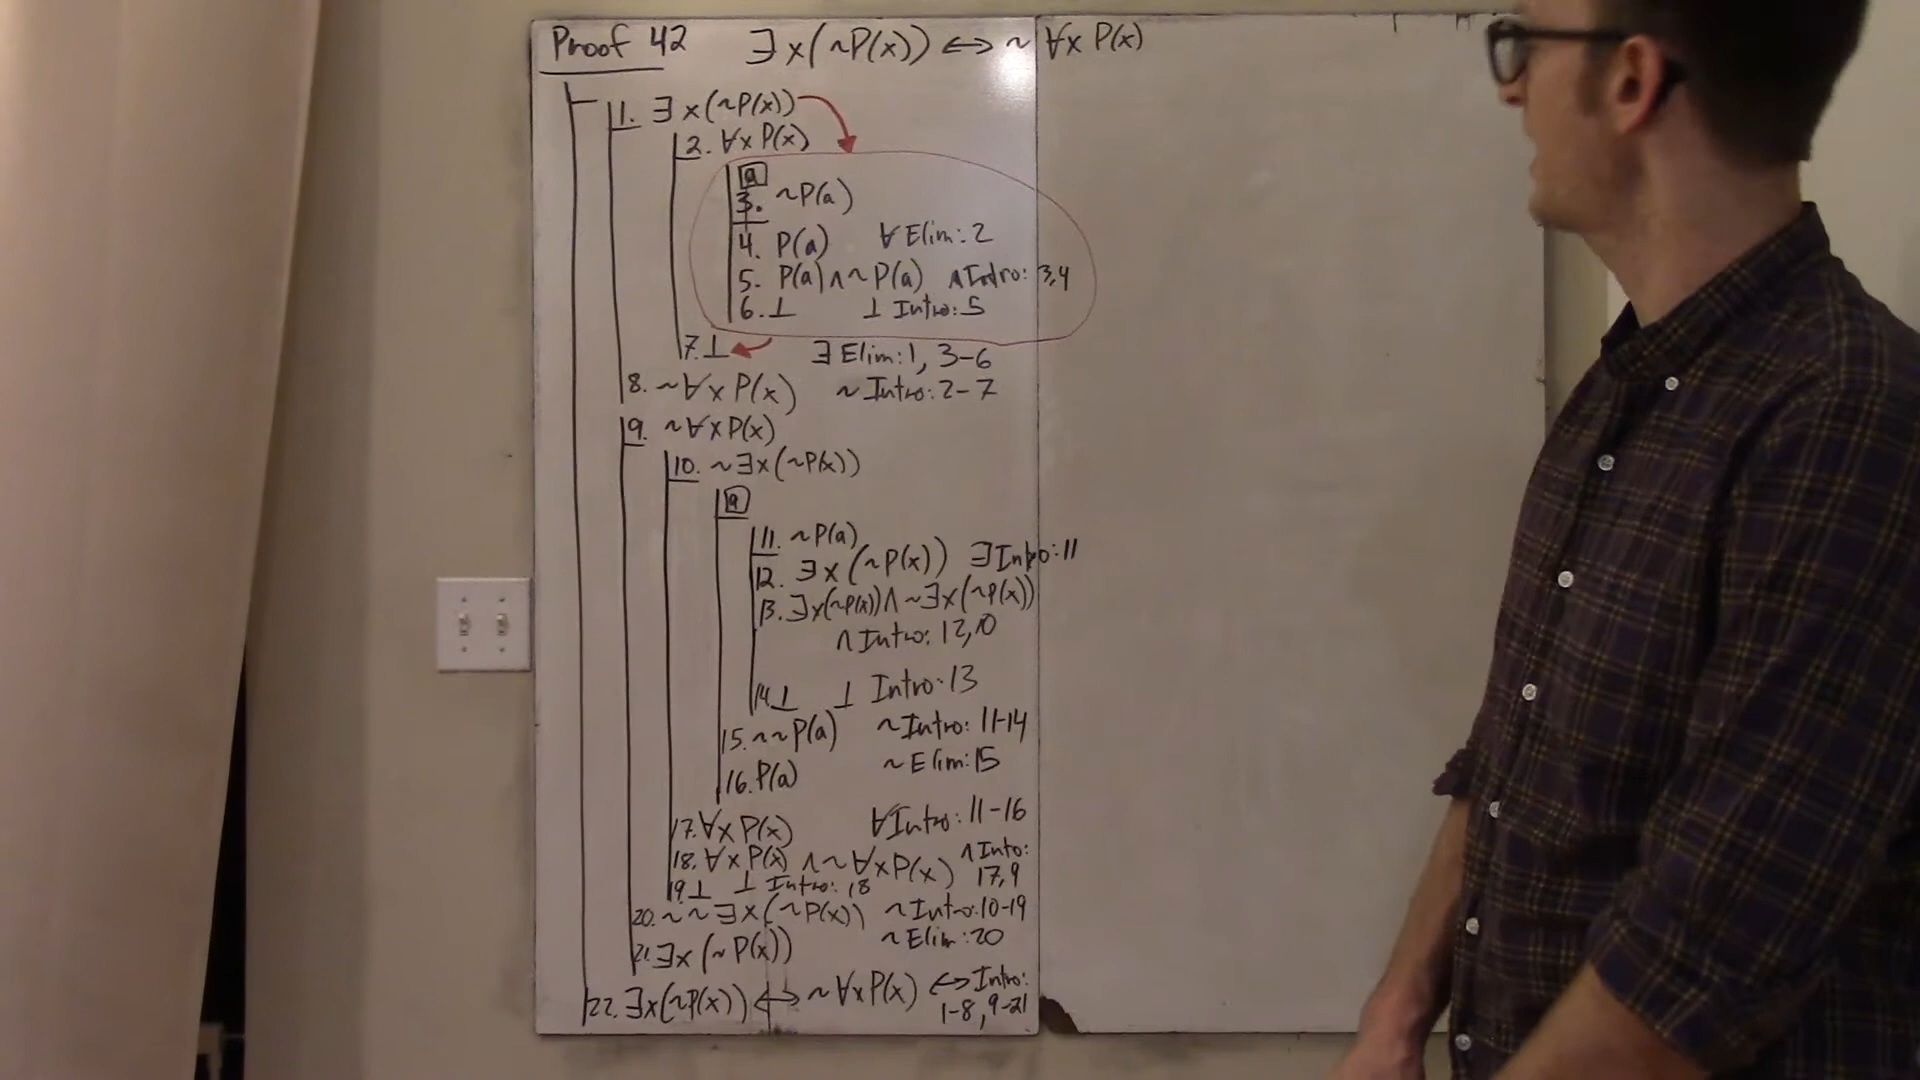 Proof 42 ∃x(~P(x)) ↔ ~∀x P(x)
1. ∃x(~P(x))
2. ∀x P(x)
a
3. ~P(a)
4. P(a) ∀ Elim: 2
5. P(a) ∧ ~P(a) ∧Intro: 3,4
6. ⊥ ⊥ Intro: 5
7. ⊥ ∃ Elim: 1, 3-6
8. ~∀x P(x) ~Intro: 2-7
9. ~∀x P(x)
10. ~∃x(~P(x))
a
11. ~P(a)
12. ∃x(~P(x)) ∃Intro: 11
13. ∃x(~P(x)) ∧ ~∃x(~P(x))
∧Intro: 12,10
14. ⊥ ⊥ Intro: 13
15. ~~P(a) ~Intro: 11-14
16. P(a) ~Elim: 15
17. ∀x P(x) ∀Intro: 11-16
18. ∀x P(x) ∧ ~∀x P(x) ∧Into: 17,9
19. ⊥ ⊥ Intro: 18
20. ~~∃x(~P(x)) ~Intro: 10-19
21. ∃x(~P(x)) ~Elim: 20
22. ∃x(~P(x)) ↔ ~∀x P(x) ↔Intro: 1-8, 9-21